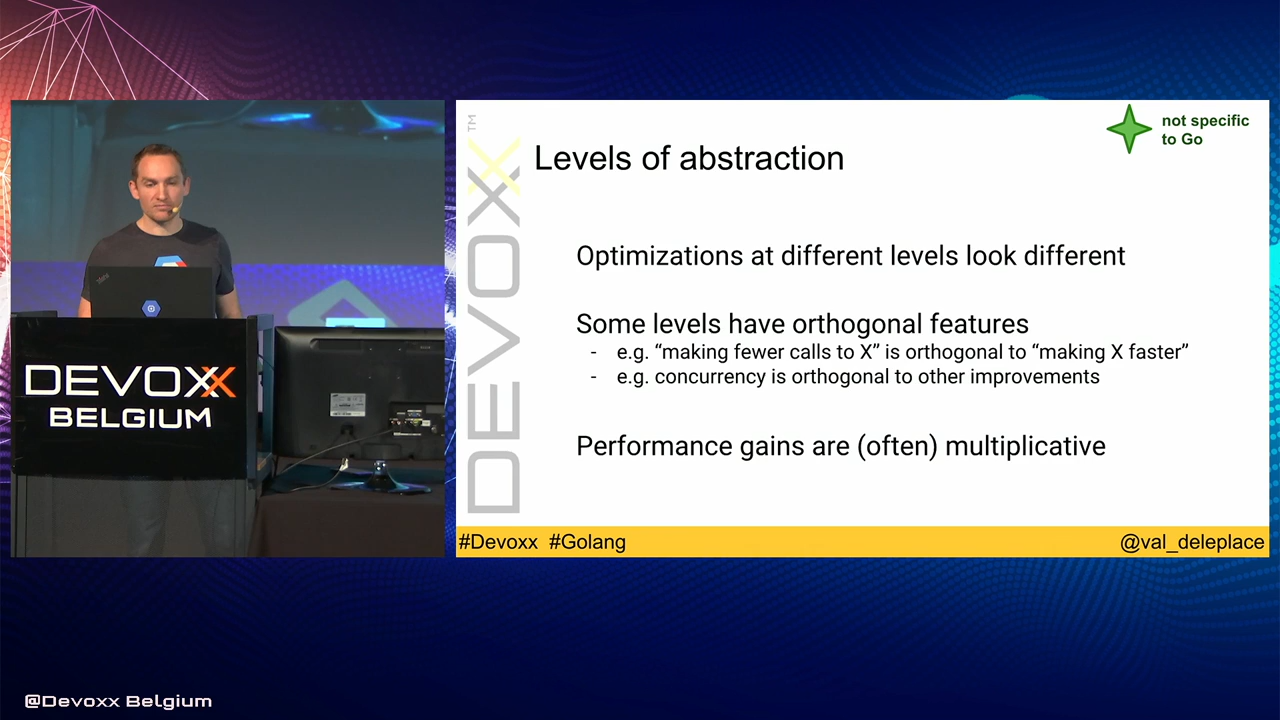 DEVOXX™
not specific
to Go
Levels of abstraction
Optimizations at different levels look different
Some levels have orthogonal features
- e.g. “making fewer calls to X” is orthogonal to “making X faster”
- e.g. concurrency is orthogonal to other improvements
Performance gains are (often) multiplicative
#Devoxx #Golang
@val_deleplace
DEVOXX
BELGIUM
@Devoxx Belgium